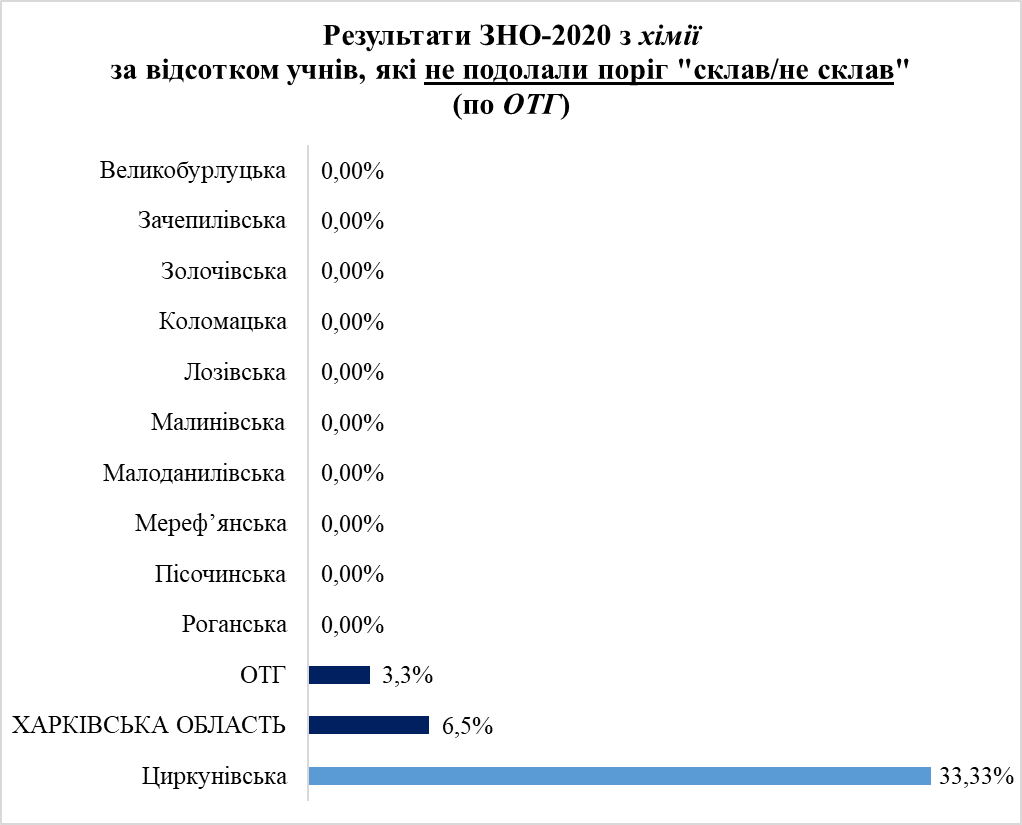 Результати ЗНО-2020 з хімії
за відсотком учнів, які не подолали поріг "склав/не склав"
(по ОТГ)
Великобурлуцька 0,00%
Зачепилівська 0,00%
Золочівська 0,00%
Коломацька 0,00%
Лозівська 0,00%
Малинівська 0,00%
Малоданилівська 0,00%
Мереф’янська 0,00%
Пісочинська 0,00%
Роганська 0,00%
ОТГ 3,3%
ХАРКІВСЬКА ОБЛАСТЬ 6,5%
Циркунівська 33,33%